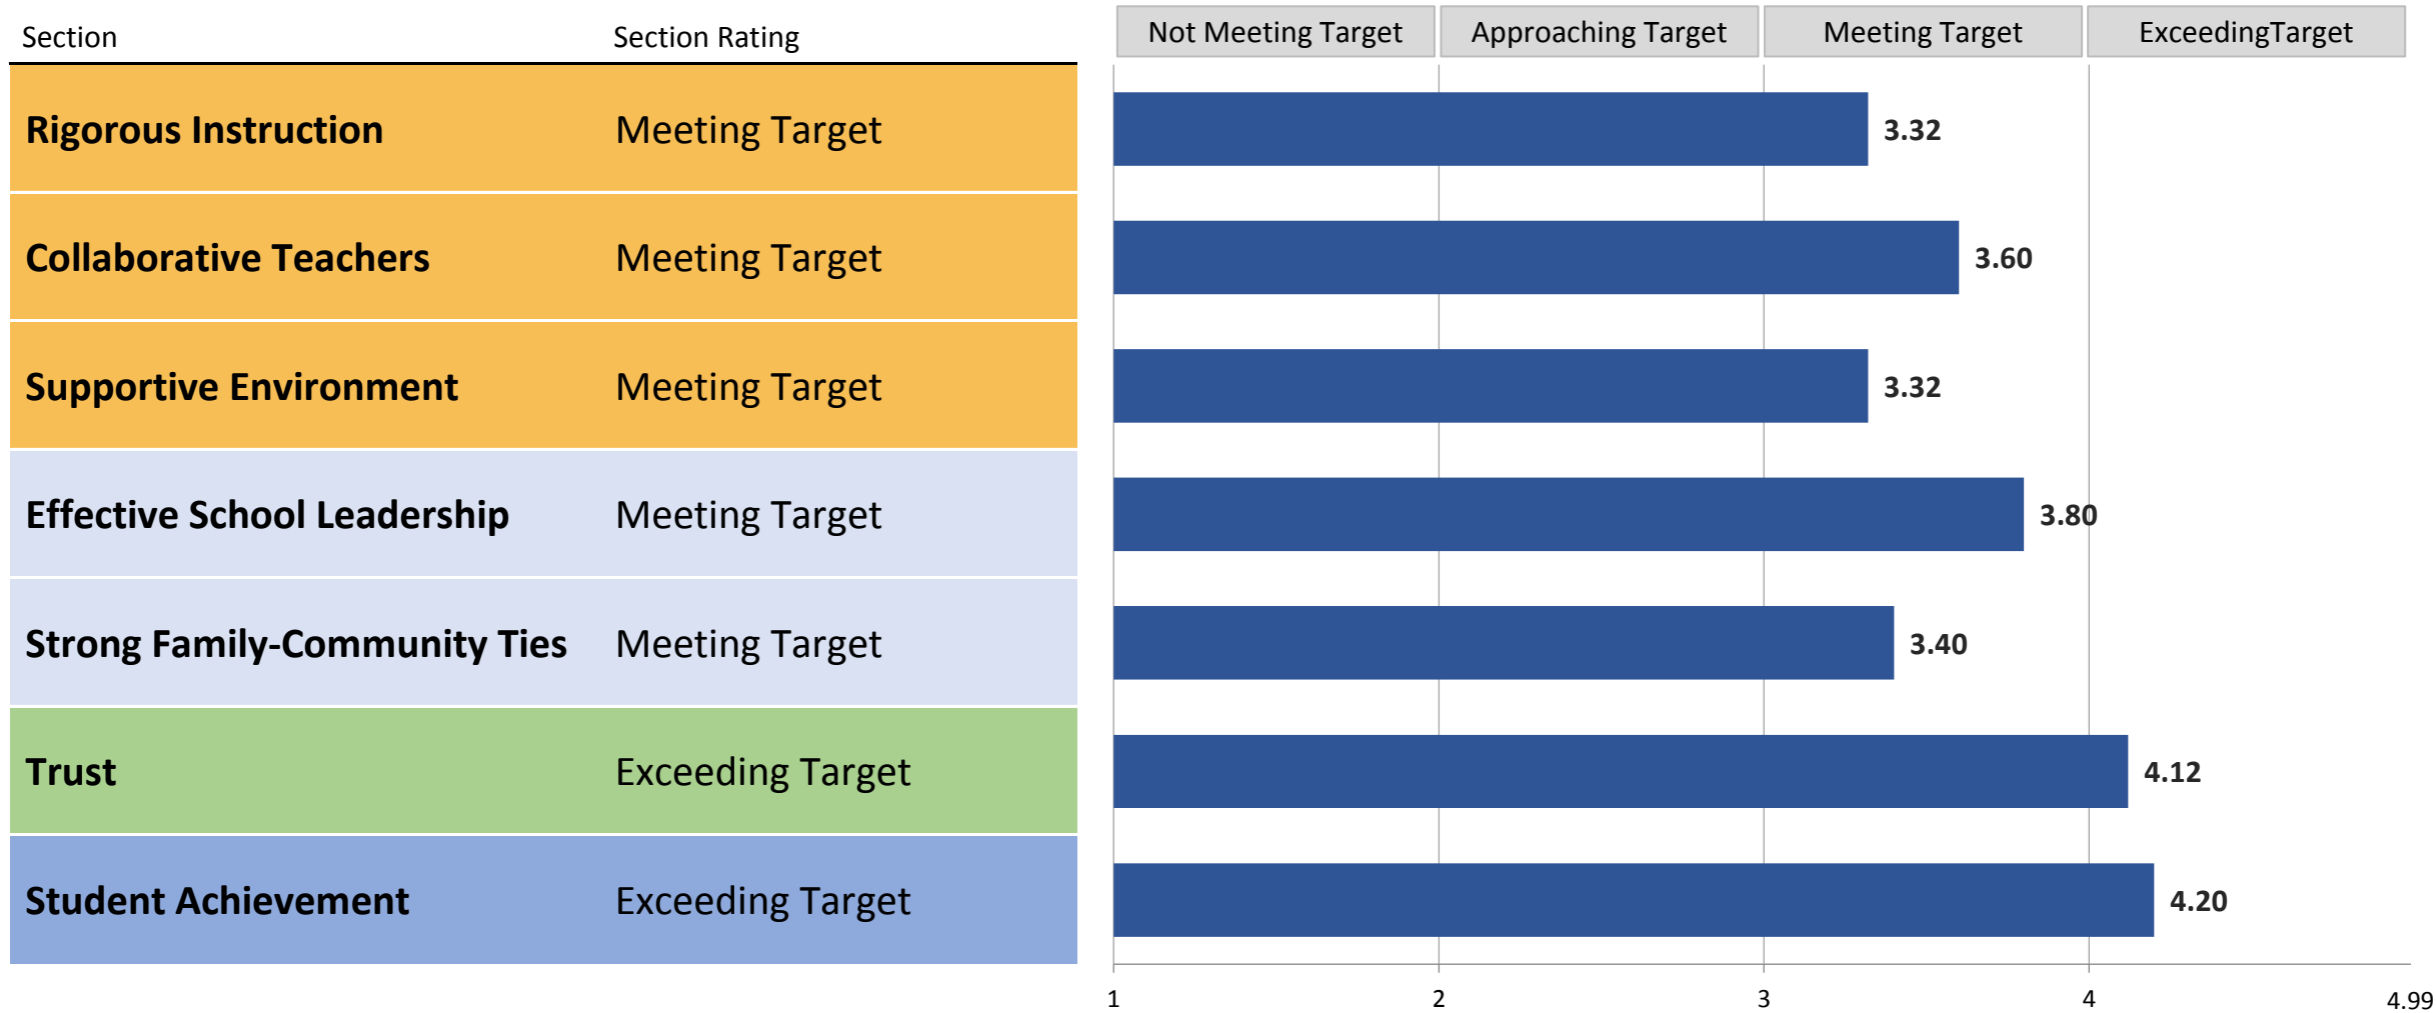 Section Section Rating Not Meeting Target Approaching Target Meeting Target ExceedingTarget
Rigorous Instruction Meeting Target 3.32
Collaborative Teachers Meeting Target 3.60
Supportive Environment Meeting Target 3.32
Effective School Leadership Meeting Target 3.80
Strong Family-Community Ties Meeting Target 3.40
Trust Exceeding Target 4.12
Student Achievement Exceeding Target 4.20
1 2 3 4 4.99